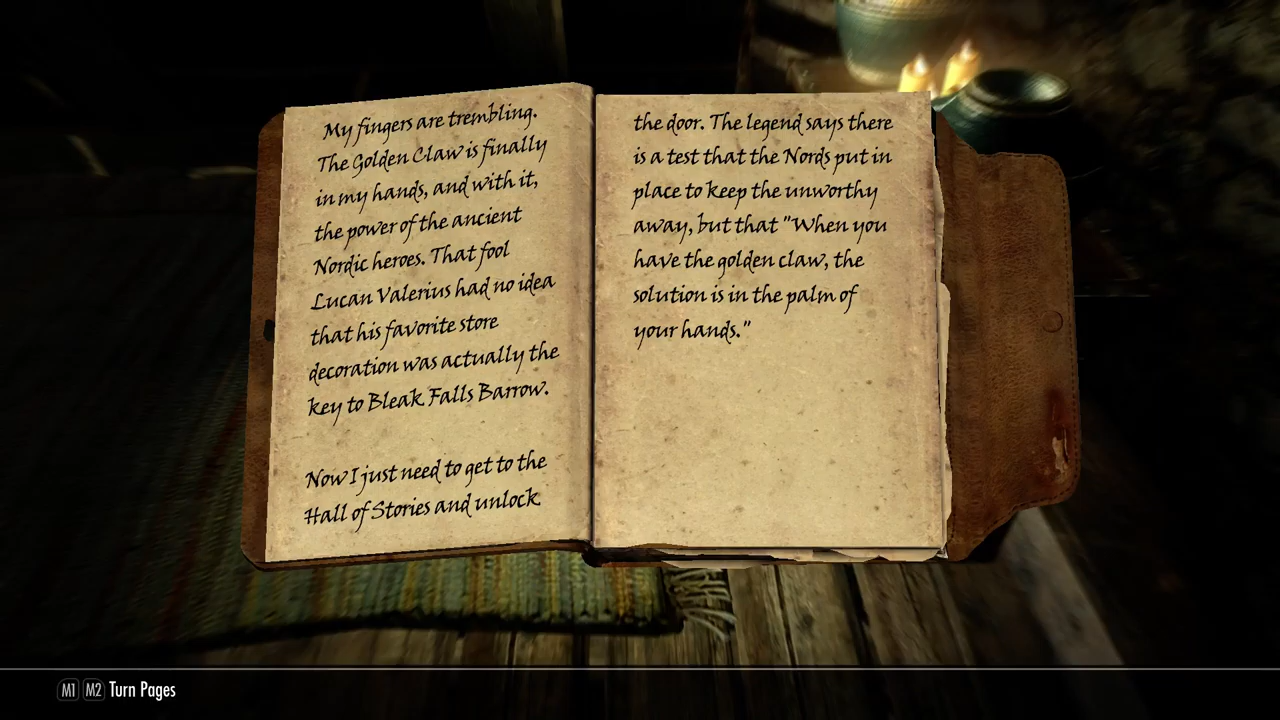 My fingers are trembling.
The Golden Claw is finally
in my hands, and with it,
the power of the ancient
Nordic heroes. That fool
Lucan Valerius had no idea
that his favorite store
decoration was actually the
key to Bleak Falls Barrow.
Now I just need to get to the
Hall of Stories and unlock
the door. The legend says there
is a test that the Nords put in
place to keep the unworthy
away, but that "When you
have the golden claw, the
solution is in the palm of
your hands."
M1 M2 Turn Pages